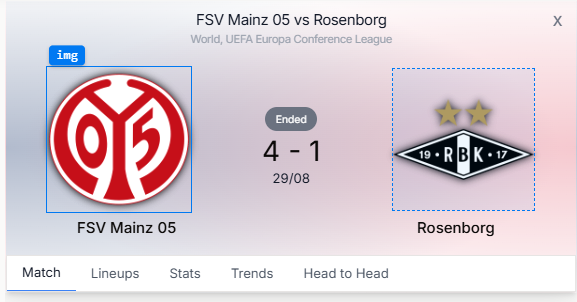 FSV Mainz 05 vs Rosenborg
X
World, UEFA Europa Conference League
img
05
19 · RBK · 17
Ended
4 - 1
29/08
FSV Mainz 05
Rosenborg
Match
Lineups
Stats
Trends
Head to Head